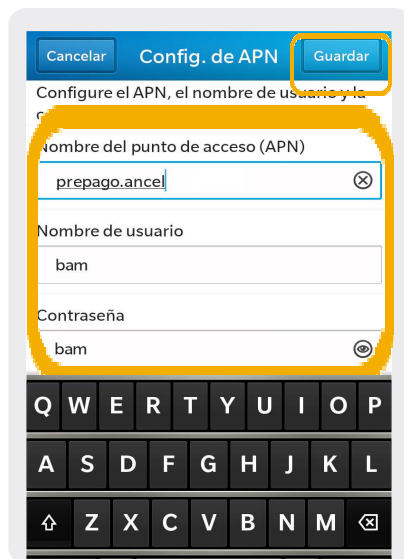 Cancelar Config. de APN Guardar
Configure el APN, el nombre de usuario y la
Nombre del punto de acceso (APN)
prepago.ancel
Nombre de usuario
bam
Contraseña
bam
Q W E R T Y U I O P
A S D F G H J K L
Z X C V B N M